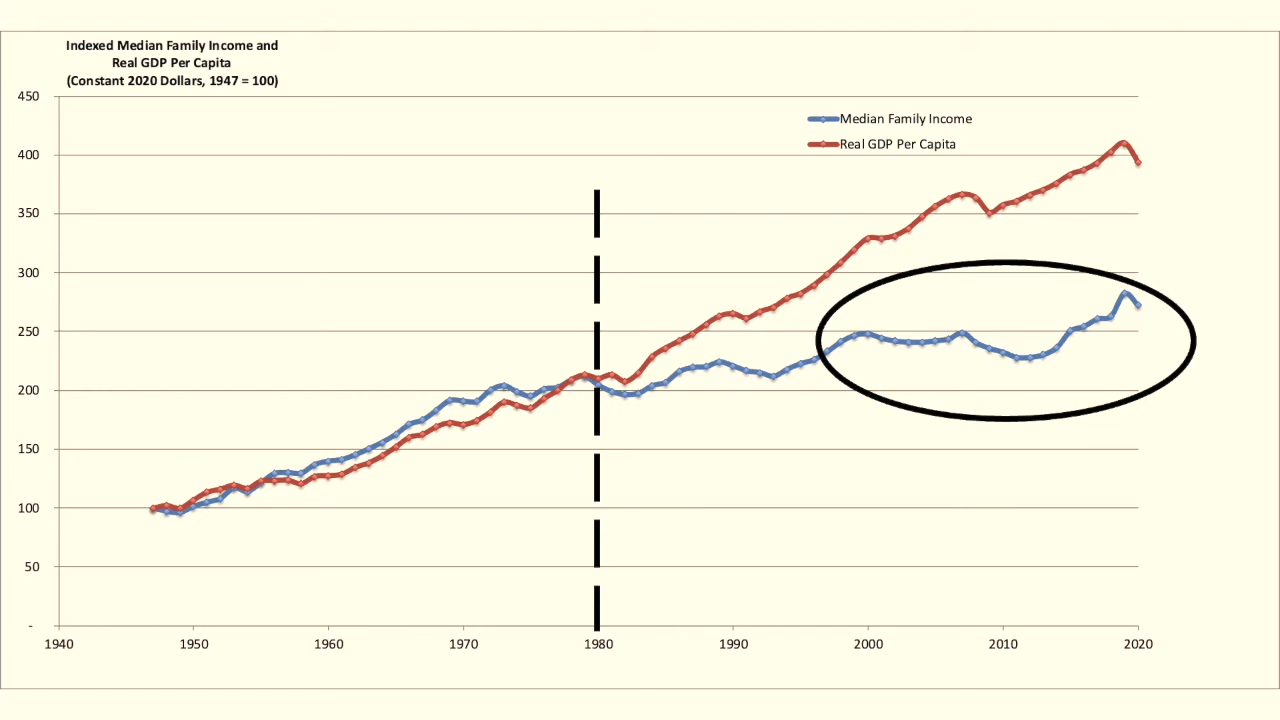 Indexed Median Family Income and
Real GDP Per Capita
(Constant 2020 Dollars, 1947 = 100)
450
Median Family Income
Real GDP Per Capita
400
350
300
250
200
150
100
50
-
1940 1950 1960 1970 1980 1990 2000 2010 2020